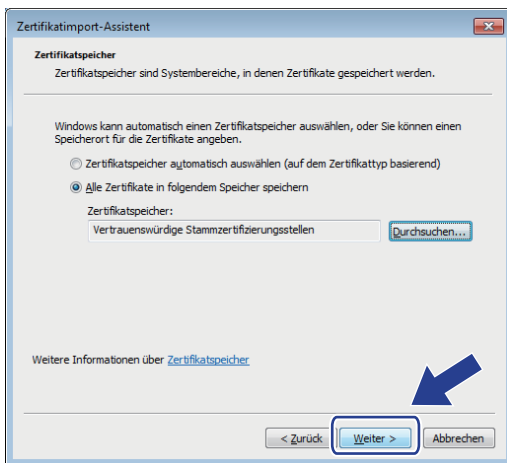 Zertifikatimport-Assistent
Zertifikatspeicher
Zertifikatspeicher sind Systembereiche, in denen Zertifikate gespeichert werden.
Windows kann automatisch einen Zertifikatspeicher auswählen, oder Sie können einen
Speicherort für die Zertifikate angeben.
Zertifikatspeicher automatisch auswählen (auf dem Zertifikattyp basierend)
Alle Zertifikate in folgendem Speicher speichern
Zertifikatspeicher:
Vertrauenswürdige Stammzertifizierungsstellen Durchsuchen...
Weitere Informationen über Zertifikatspeicher
< Zurück Weiter > Abbrechen